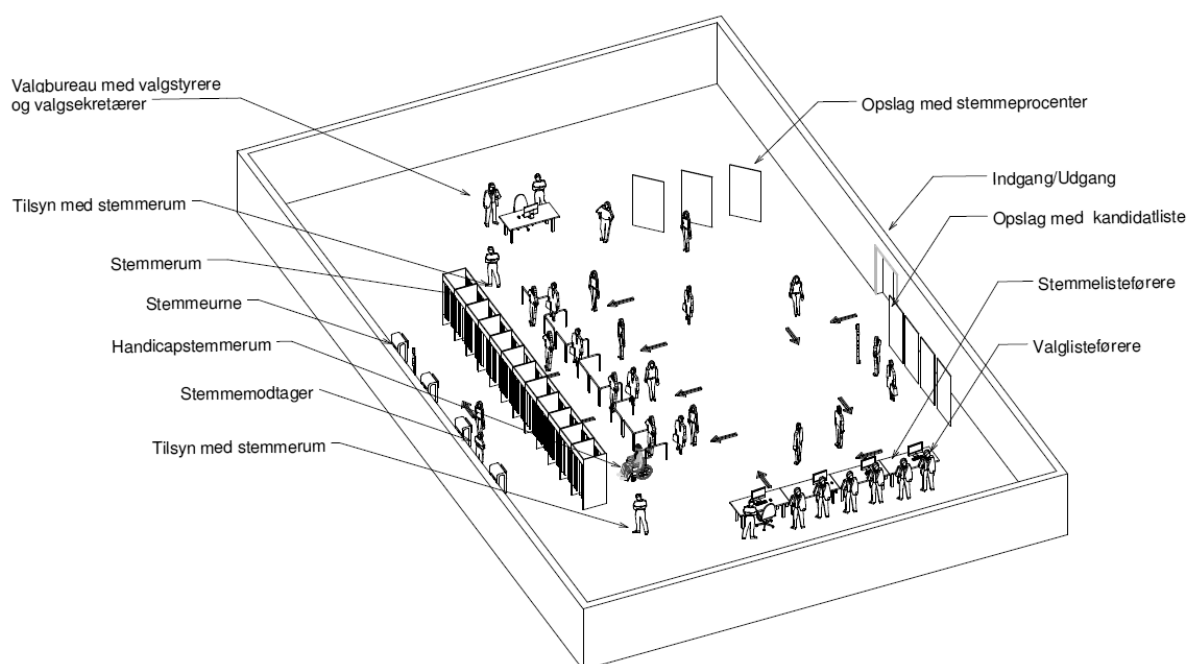 Valgbureau med valgstyrere
og valgsekretærer
Tilsyn med stemmerum
Stemmerum
Stemmeurne
Handicapstemmerum
Stemmemodtager
Tilsyn med stemmerum
Opslag med stemmeprocenter
Indgang/Udgang
Opslag med kandidatliste
Stemmelisteførere
Valglisteførere